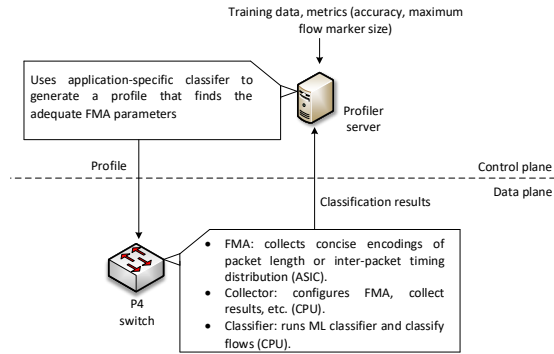 Training data, metrics (accuracy, maximum
flow marker size)
Uses application-specific classifer to
generate a profile that finds the
adequate FMA parameters
Profiler
server
Profile
Control plane
Data plane
Classification results
• FMA: collects concise encodings of
packet length or inter-packet timing
distribution (ASIC).
• Collector: configures FMA, collect
results, etc. (CPU).
• Classifier: runs ML classifier and classify
flows (CPU).
P4
switch